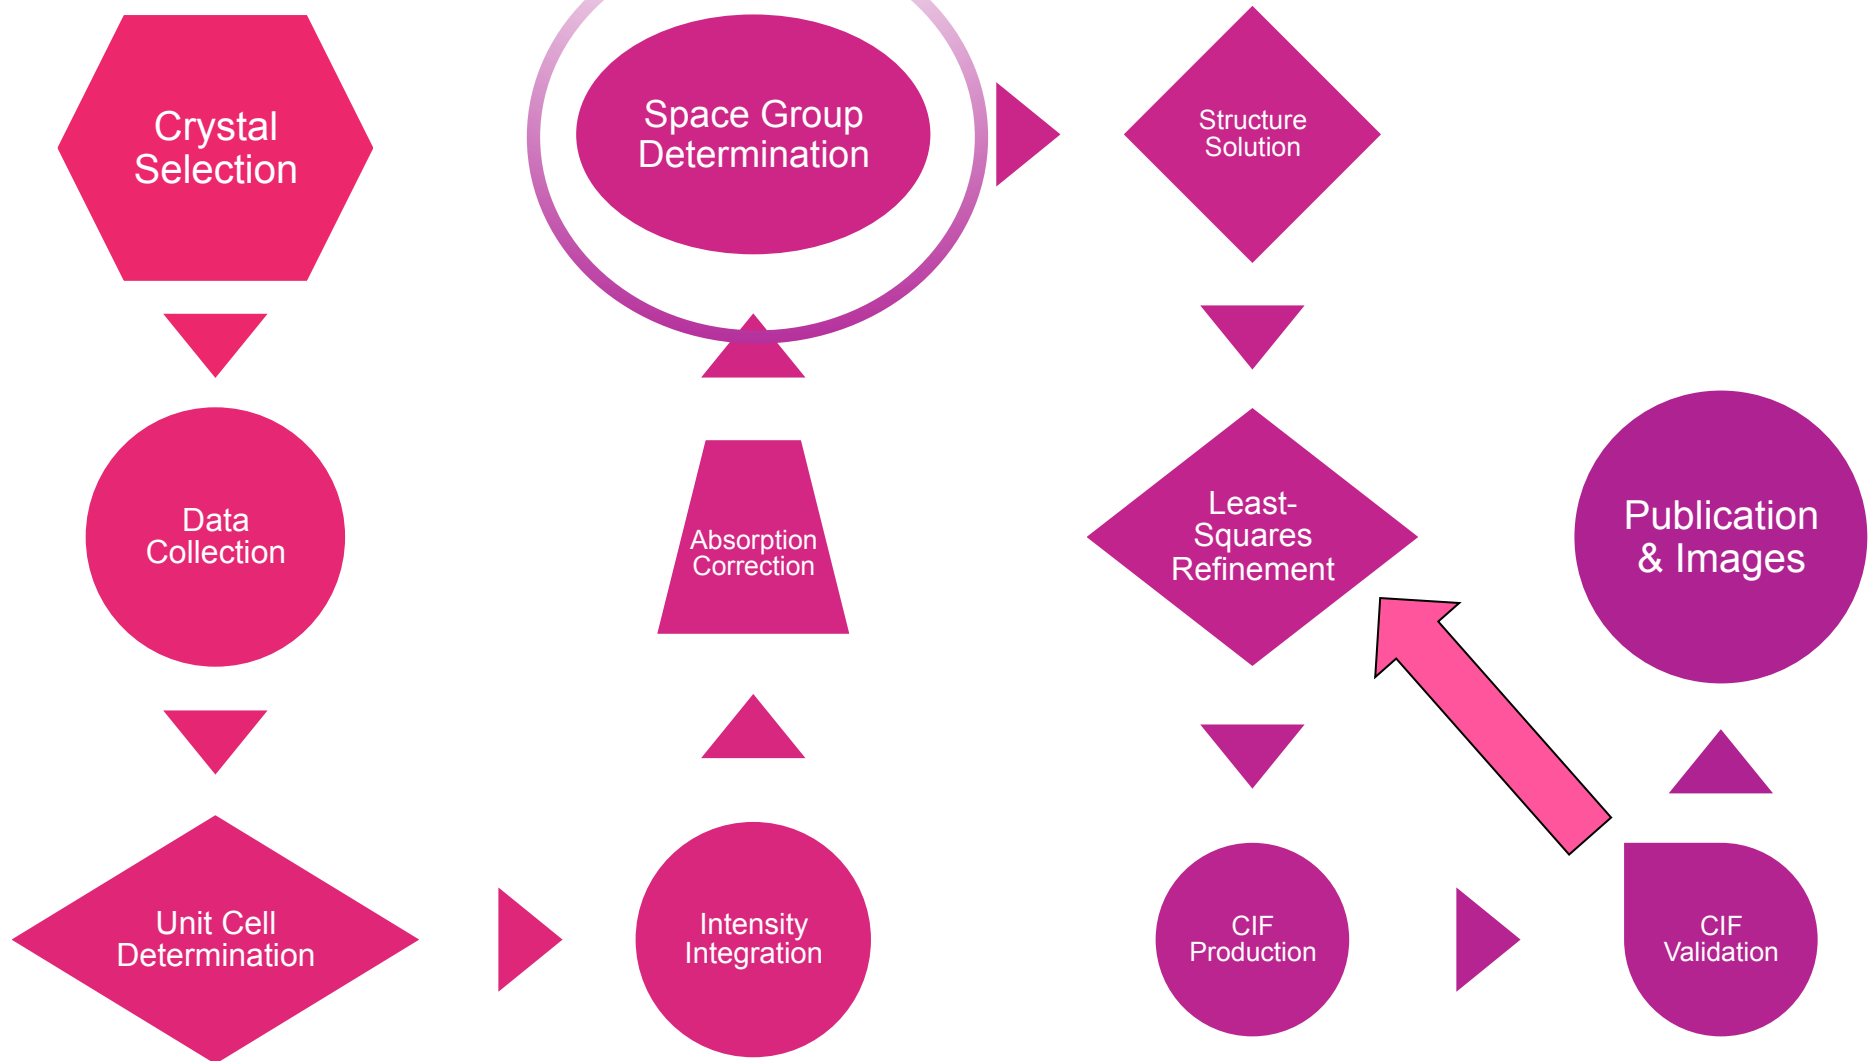 Crystal
Selection
Data
Collection
Unit Cell
Determination
Intensity
Integration
Absorption
Correction
Space Group
Determination
Structure
Solution
Least-
Squares
Refinement
CIF
Production
CIF
Validation
Publication
& Images